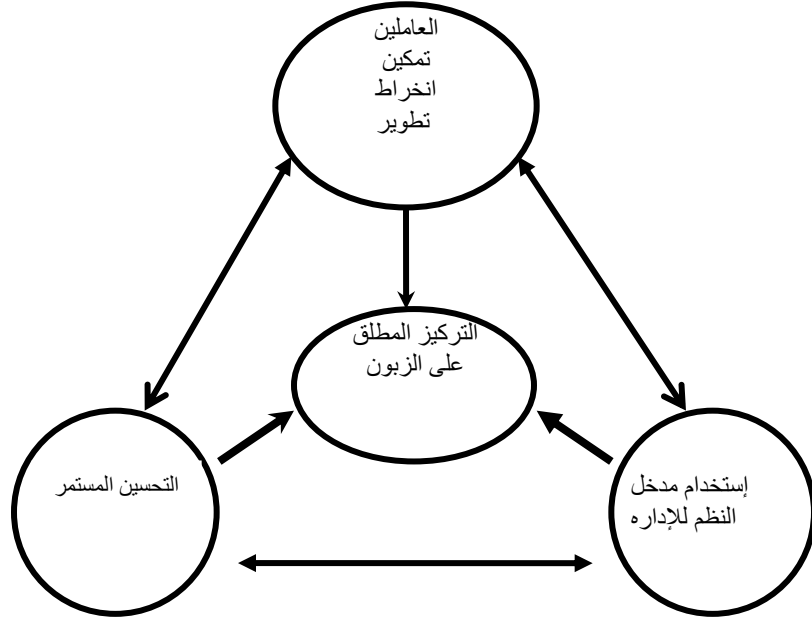 العاملين
تمكين
انخراط
تطوير
التركيز المطلق
على الزبون
إستخدام مدخل
النظم للإداره
التحسين المستمر